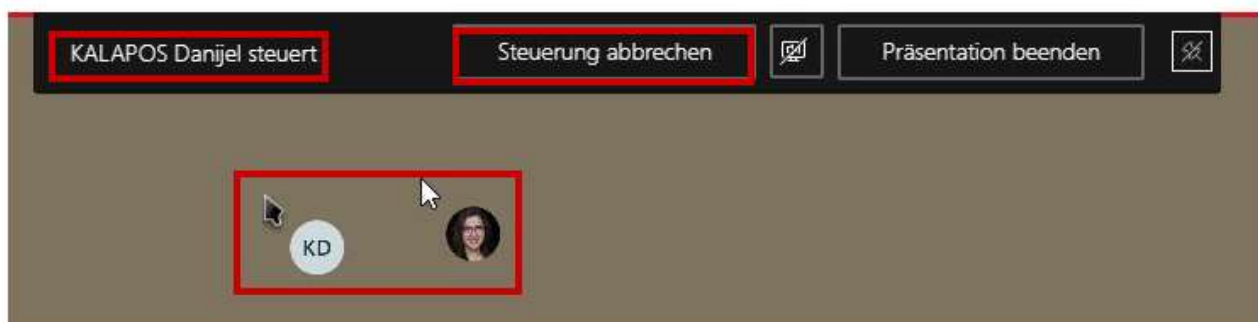 KALAPOS Danijel steuert
Steuerung abbrechen
Präsentation beenden
KD